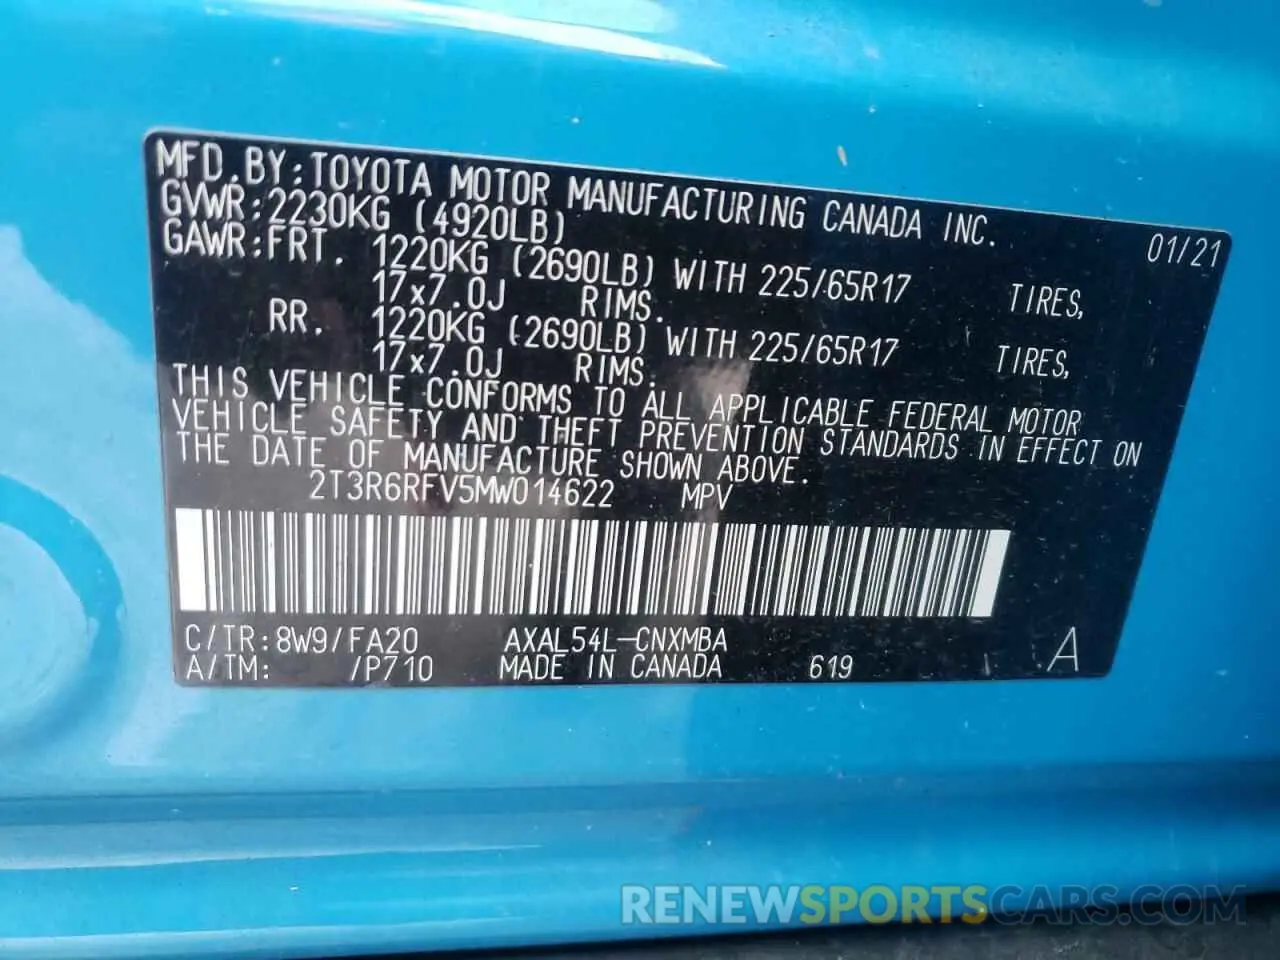 MFD.BY:TOYOTA MOTOR MANUFACTURING CANADA INC. 01/21
GVWR:2230KG (4920LB)
GAWR:FRT. 1220KG (2690LB) WITH 225/65R17 TIRES,
17x7.0J RIMS.
RR. 1220KG (2690LB) WITH 225/65R17 TIRES,
17x7.0J RIMS.
THIS VEHICLE CONFORMS TO ALL APPLICABLE FEDERAL MOTOR
VEHICLE SAFETY AND THEFT PREVENTION STANDARDS IN EFFECT ON
THE DATE OF MANUFACTURE SHOWN ABOVE.
2T3R6RFV5MW014622 MPV
C/TR:8W9/FA20 AXAL54L-CNXMBA
A/TM: /P710 MADE IN CANADA 619 A
RENEWSPORTSCARS.COM/VIN